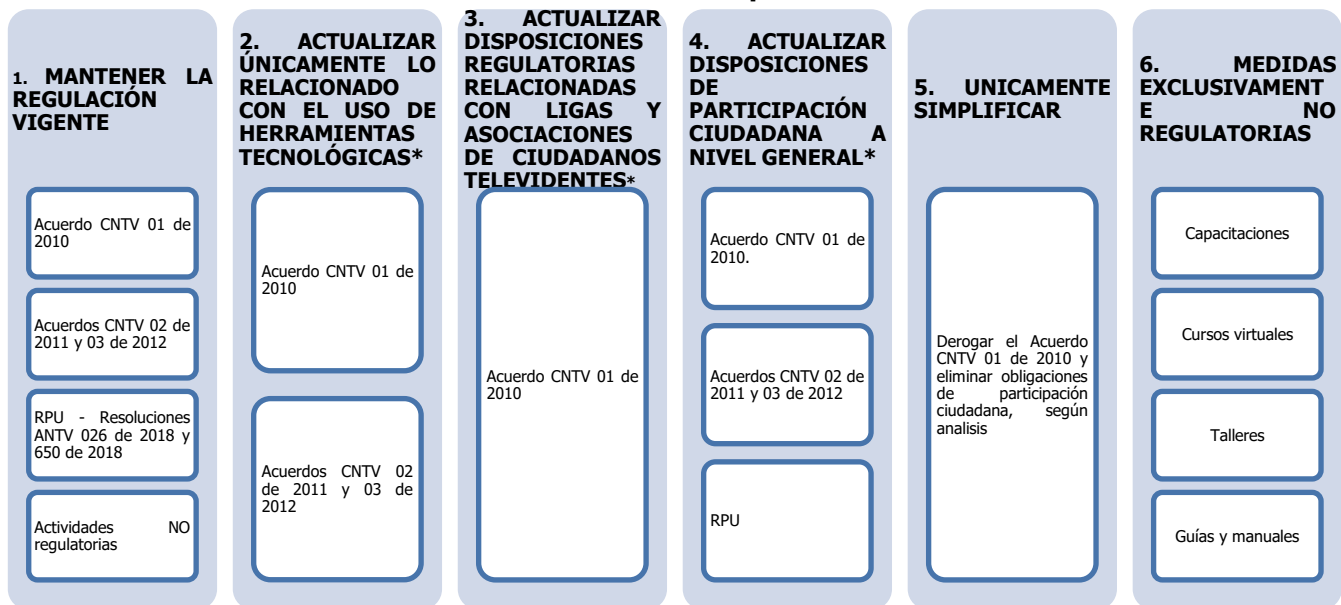 1. MANTENER LA
REGULACIÓN
VIGENTE
Acuerdo CNTV 01 de
2010
Acuerdos CNTV 02 de
2011 y 03 de 2012
RPU - Resoluciones
ANTV 026 de 2018 y
650 de 2018
Actividades NO
regulatorias
2. ACTUALIZAR
ÚNICAMENTE LO
RELACIONADO
CON EL USO DE
HERRAMIENTAS
TECNOLÓGICAS*
Acuerdo CNTV 01 de
2010
Acuerdos CNTV 02
de 2011 y 03 de
2012
3. ACTUALIZAR
DISPOSICIONES
REGULATORIAS
RELACIONADAS
CON LIGAS Y
ASOCIACIONES
DE CIUDADANOS
TELEVIDENTES*
Acuerdo CNTV 01 de
2010
4. ACTUALIZAR
DISPOSICIONES
DE
PARTICIPACIÓN
CIUDADANA A
NIVEL GENERAL*
Acuerdo CNTV 01 de
2010.
Acuerdos CNTV 02 de
2011 y 03 de 2012
RPU
5. UNICAMENTE
SIMPLIFICAR
Derogar el Acuerdo
CNTV 01 de 2010 y
eliminar obligaciones
de participación
ciudadana, según
analisis
6. MEDIDAS
EXCLUSIVAMENT
E NO
REGULATORIAS
Capacitaciones
Cursos virtuales
Talleres
Guías y manuales